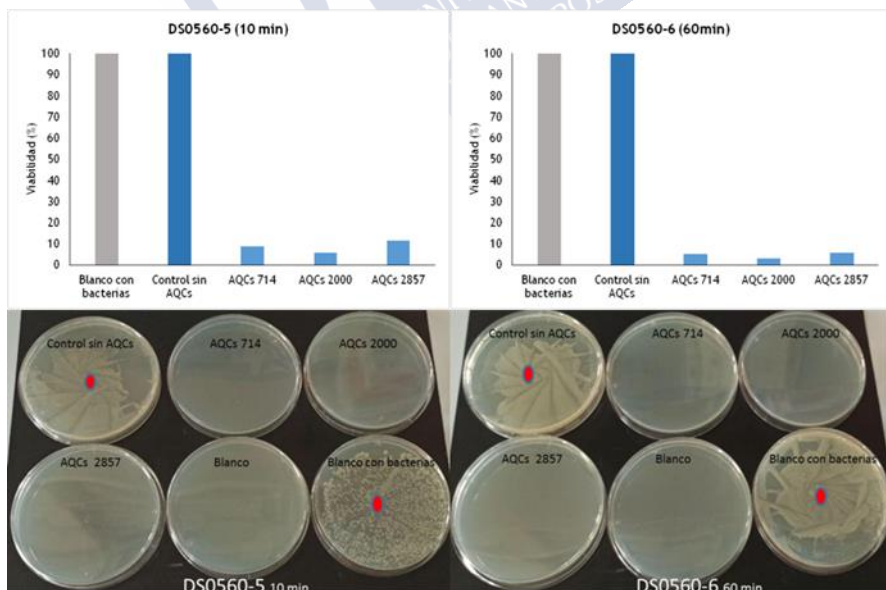 DS0560-5 (10 min)
Viabilidad (%)
100
90
80
70
60
50
40
30
20
10
0
Blanco con bacterias
Control sin AQCs
AQCs 714
AQCs 2000
AQCs 2857
DS0560-6 (60min)
Viabilidad (%)
100
90
80
70
60
50
40
30
20
10
0
Blanco con bacterias
Control sin AQCs
AQCs 714
AQCs 2000
AQCs 2857
Control sin AQCs
AQCs 714
AQCs 2000
AQCs 2857
Blanco
Blanco con bacterias
DS0560-5 10 min
Control sin AQCs
AQCs 714
AQCs 2000
AQCs 2857
Blanco
Blanco con bacterias
DS0560-6 60 min